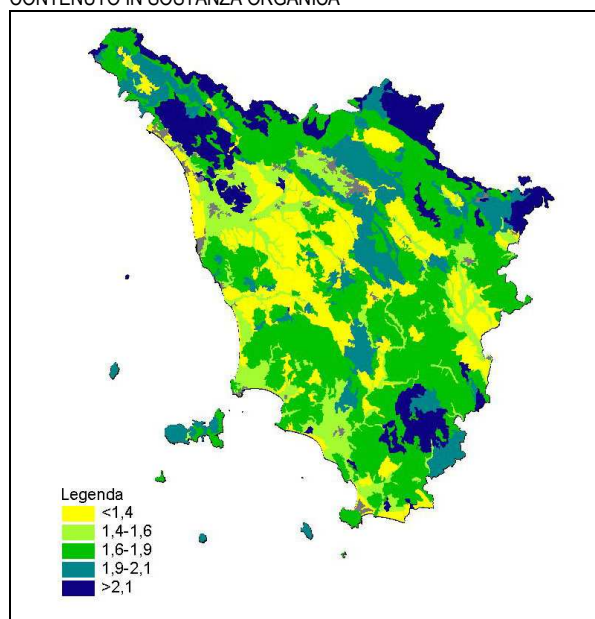 CONTENUTO IN SOSTANZA ORGANICA
Legenda
<1,4
1,4-1,6
1,6-1,9
1,9-2,1
>2,1